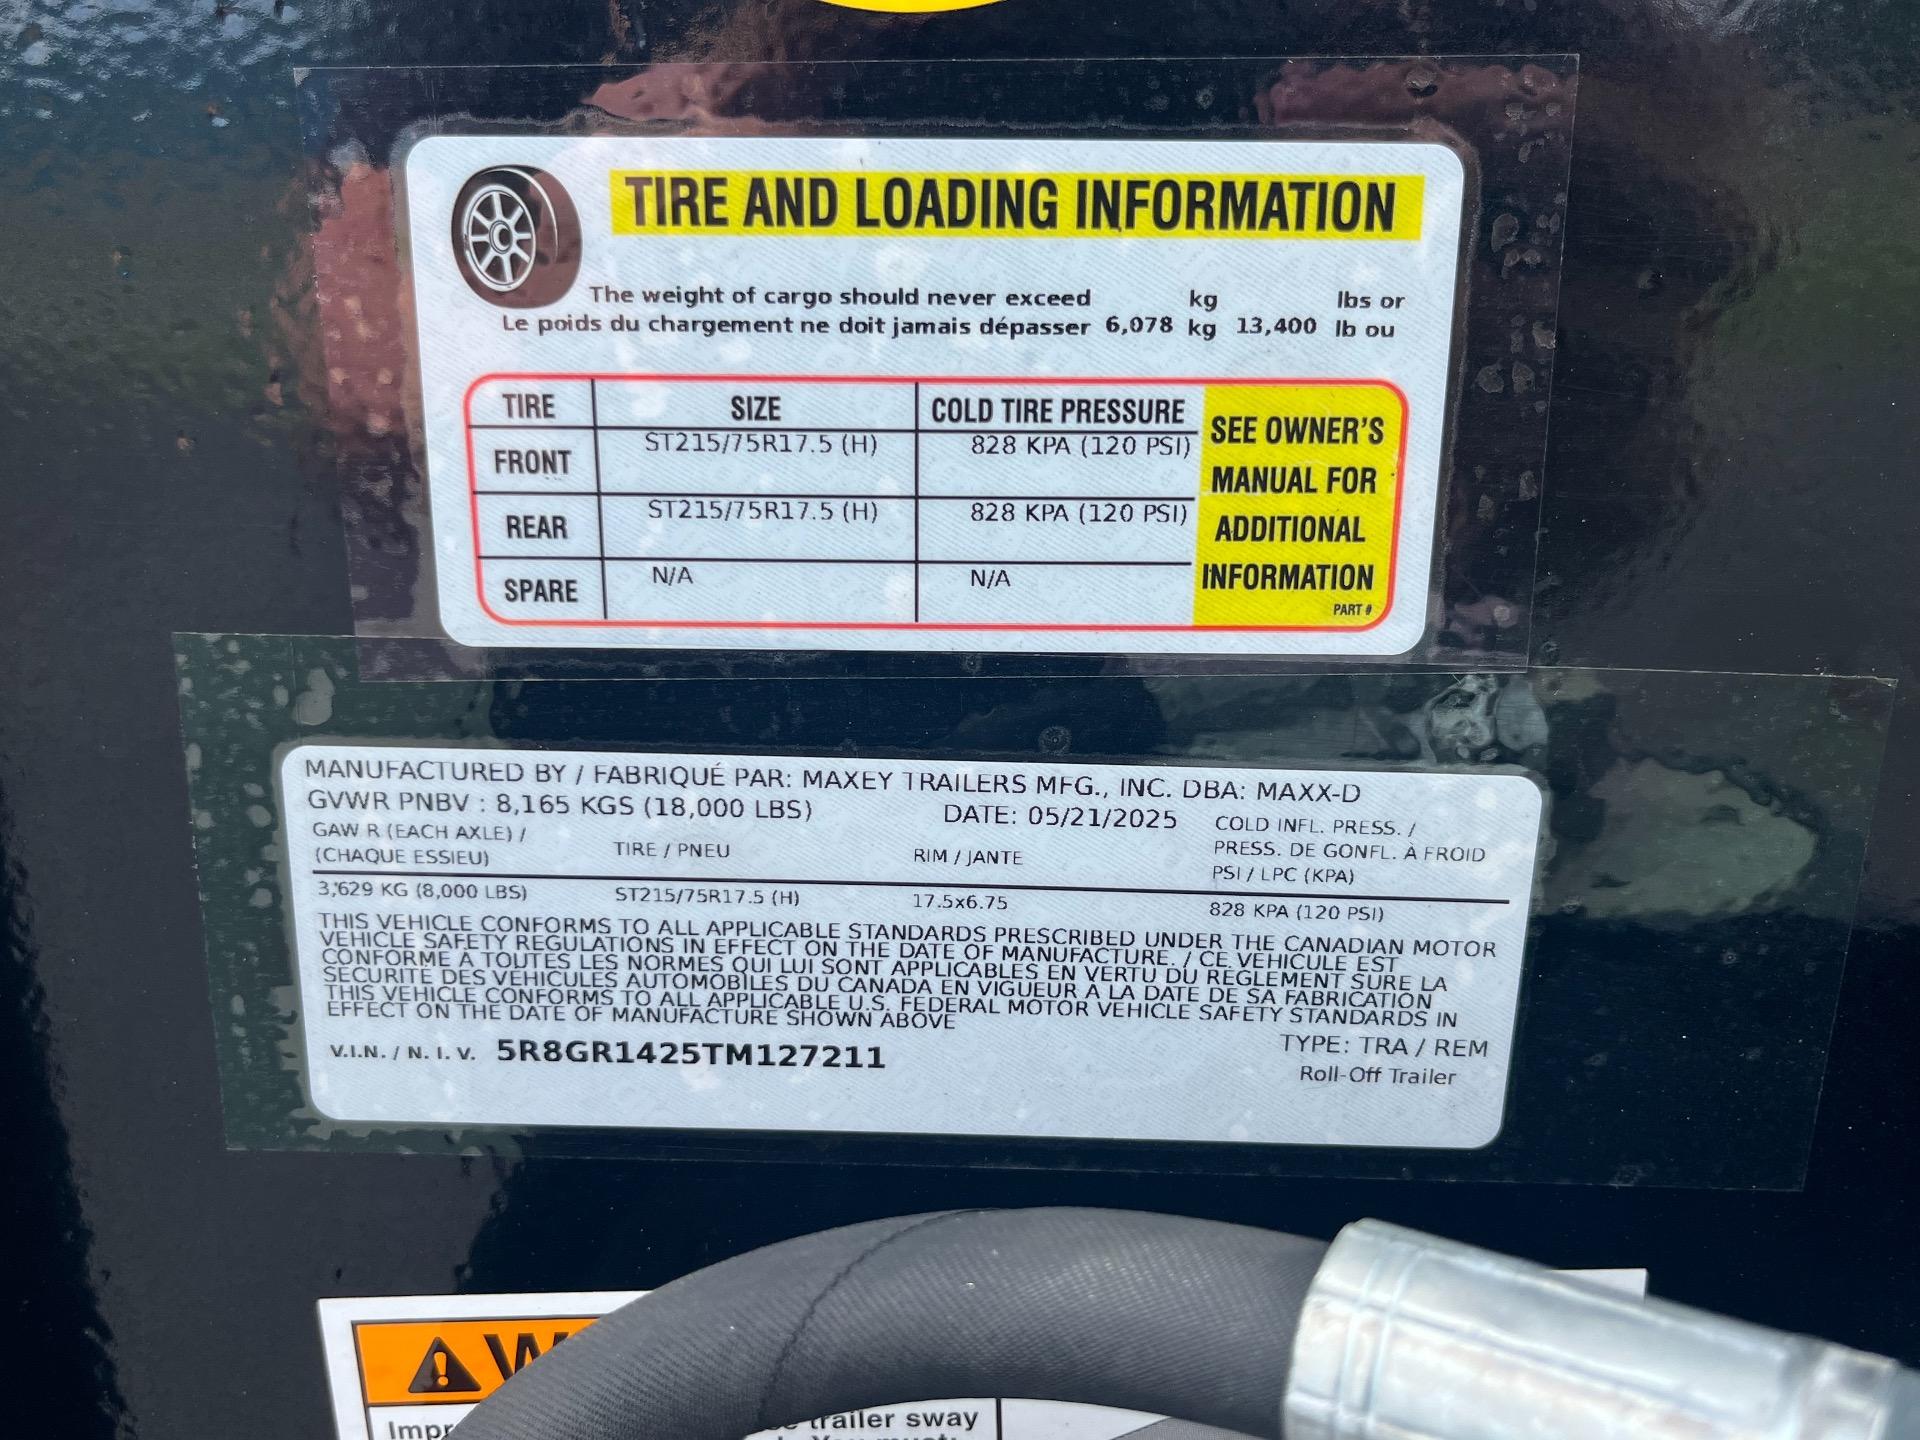 TIRE AND LOADING INFORMATION
The weight of cargo should never exceed kg lbs or
Le poids du chargement ne doit jamais dépasser 6,078 kg 13,400 lb ou
TIRE SIZE COLD TIRE PRESSURE
FRONT ST215/75R17.5 (H) 828 KPA (120 PSI)
REAR ST215/75R17.5 (H) 828 KPA (120 PSI)
SPARE N/A N/A
SEE OWNER'S
MANUAL FOR
ADDITIONAL
INFORMATION
PART #
MANUFACTURED BY / FABRIQUÉ PAR: MAXEY TRAILERS MFG., INC. DBA: MAXX-D
GVWR PNBV : 8,165 KGS (18,000 LBS) DATE: 05/21/2025
GAW R (EACH AXLE) /
(CHAQUE ESSIEU)
TIRE / PNEU
RIM / JANTE
COLD INFL. PRESS. /
PRESS. DE GONFL. À FROID
PSI / LPC (KPA)
3,629 KG (8,000 LBS) ST215/75R17.5 (H) 17.5x6.75 828 KPA (120 PSI)
THIS VEHICLE CONFORMS TO ALL APPLICABLE STANDARDS PRESCRIBED UNDER THE CANADIAN MOTOR
VEHICLE SAFETY REGULATIONS IN EFFECT ON THE DATE OF MANUFACTURE. / CE VEHICULE EST
CONFORME A TOUTES LES NORMES QUI LUI SONT APPLICABLES EN VERTU DU REGLEMENT SURE LA
SECURITE DES VEHICULES AUTOMOBILES DU CANADA EN VIGUEUR A LA DATE DE SA FABRICATION
THIS VEHICLE CONFORMS TO ALL APPLICABLE U.S. FEDERAL MOTOR VEHICLE SAFETY STANDARDS IN
EFFECT ON THE DATE OF MANUFACTURE SHOWN ABOVE
V.I.N. / N. I. V. 5R8GR1425TM127211
TYPE: TRA / REM
Roll-Off Trailer
trailer sway
You must: